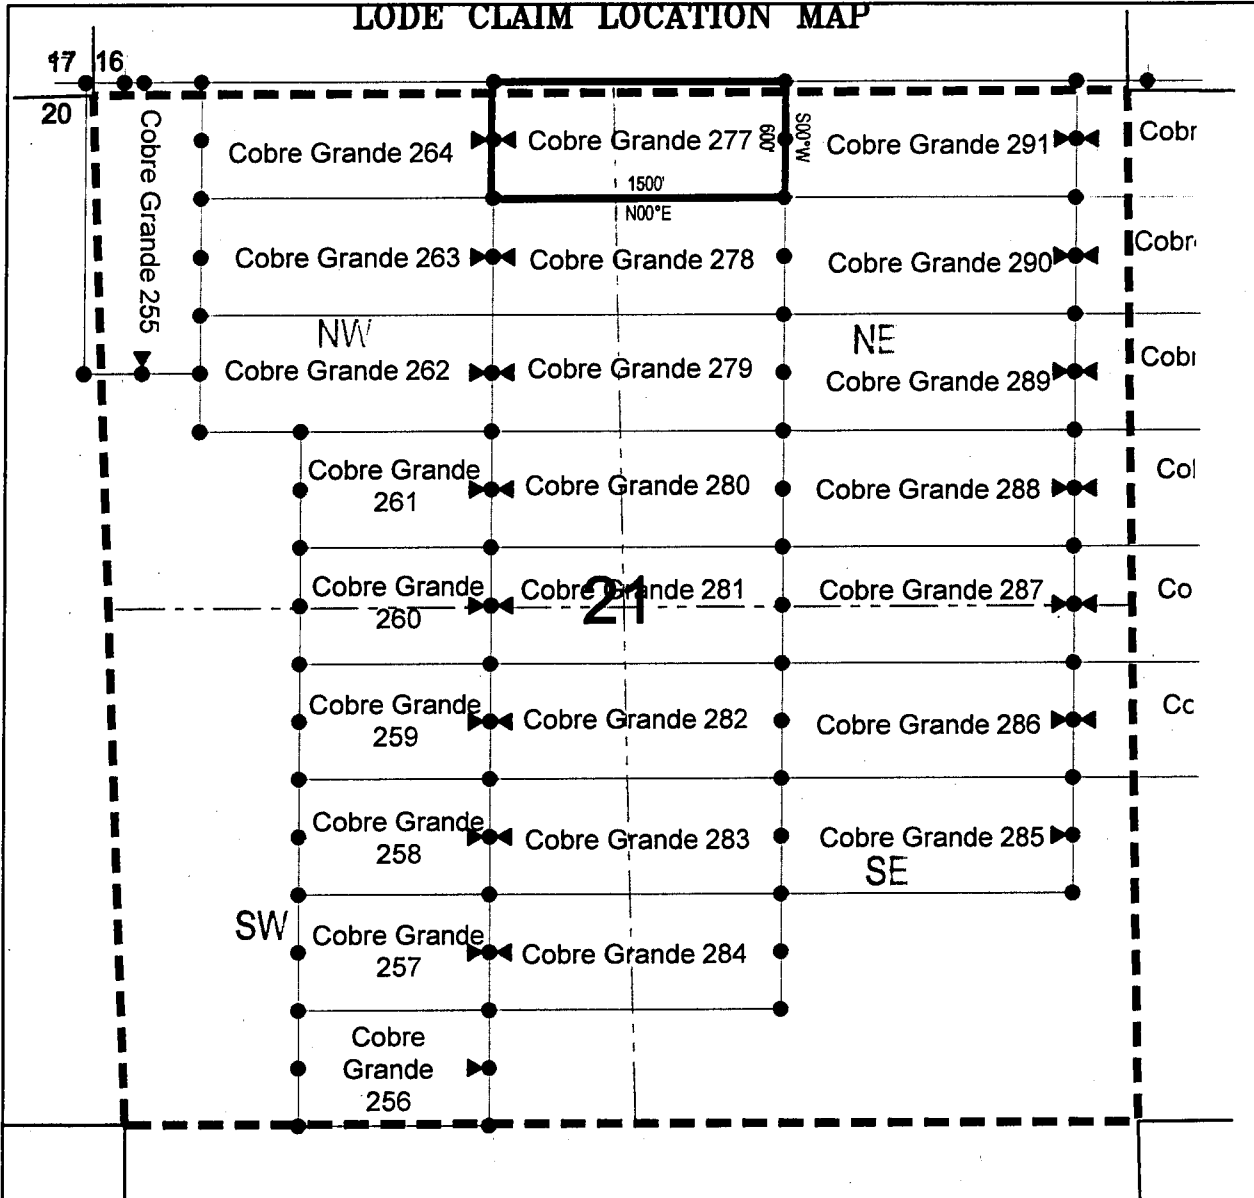 LODE CLAIM LOCATION MAP
17 16
20
Cobre Grande 255
Cobre Grande 264
Cobre Grande 277
600'
S00°W
1500'
N00°E
Cobre Grande 291
Cobr
Cobre Grande 263
Cobre Grande 278
Cobre Grande 290
Cobr
NW
NE
Cobre Grande 262
Cobre Grande 279
Cobre Grande 289
Cobr
Cobre Grande
261
Cobre Grande 280
Cobre Grande 288
Col
Cobre Grande
260
Cobre Grande 281
21
Cobre Grande 287
Co
Cobre Grande
259
Cobre Grande 282
Cobre Grande 286
Co
Cobre Grande
258
Cobre Grande 283
Cobre Grande 285
SE
SW
Cobre Grande
257
Cobre Grande 284
Cobre
Grande
256